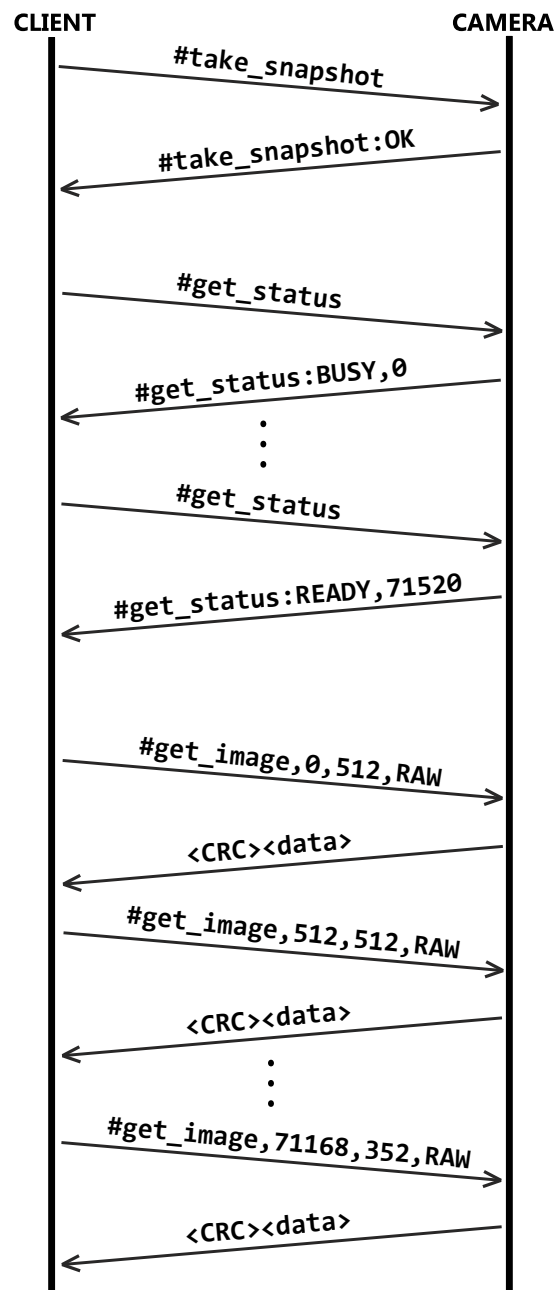 CLIENT CAMERA
#take_snapshot
#take_snapshot:OK
#get_status
#get_status:BUSY,0
#get_status
#get_status:READY,71520
#get_image,0,512,RAW
<CRC><data>
#get_image,512,512,RAW
<CRC><data>
#get_image,71168,352,RAW
<CRC><data>